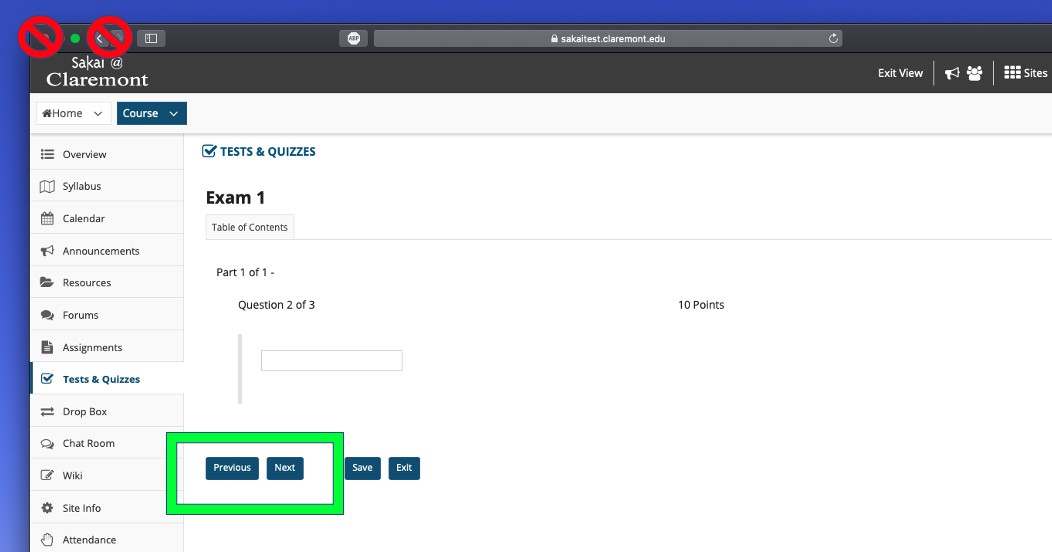 ABP
sakaitest.claremont.edu
Sakai @
Claremont
Exit View
Sites
Home
Course
Overview
Syllabus
Calendar
Announcements
Resources
Forums
Assignments
Tests & Quizzes
Drop Box
Chat Room
Wiki
Site Info
Attendance
TESTS & QUIZZES
Exam 1
Table of Contents
Part 1 of 1 -
Question 2 of 3 10 Points
Previous Next Save Exit